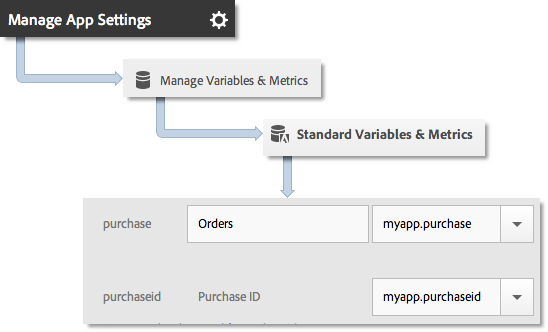 Manage App Settings
Manage Variables & Metrics
Standard Variables & Metrics
purchase Orders myapp.purchase
purchaseid Purchase ID myapp.purchaseid